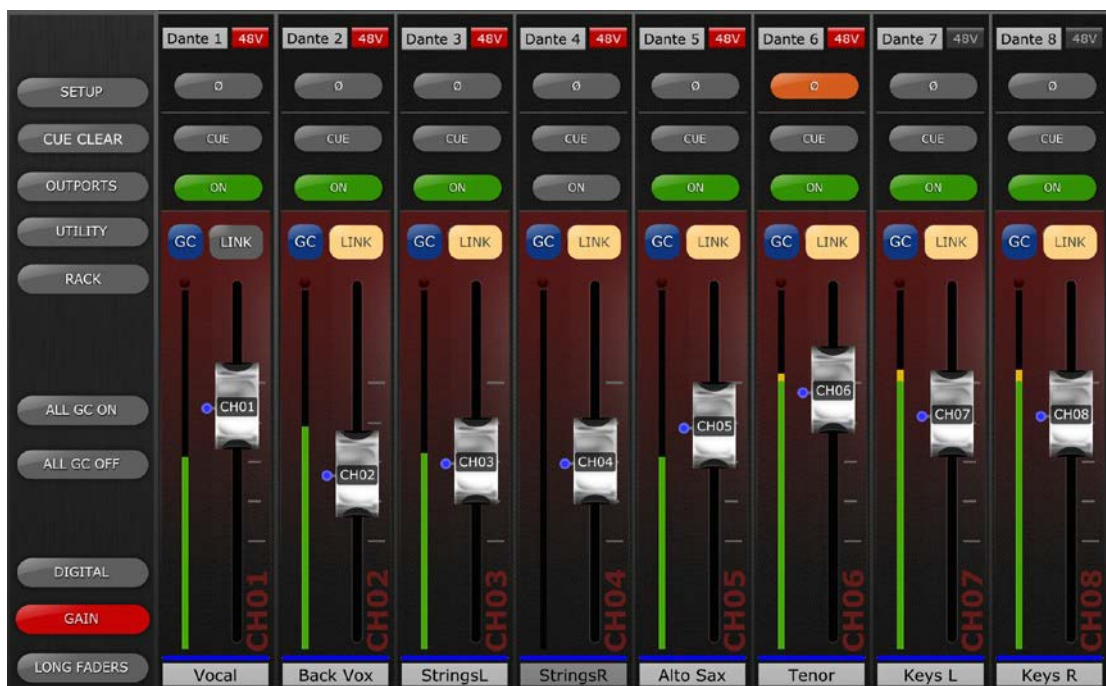 Dante 1 48V Dante 2 48V Dante 3 48V Dante 4 48V Dante 5 48V Dante 6 48V Dante 7 48V Dante 8 48V
SETUP Ø Ø Ø Ø Ø Ø Ø Ø
CUE CLEAR CUE CUE CUE CUE CUE CUE CUE CUE
OUTPORTS ON ON ON ON ON ON ON ON
UTILITY GC LINK GC LINK GC LINK GC LINK GC LINK GC LINK GC LINK GC LINK
RACK
ALL GC ON CH01 CH02 CH03 CH04 CH05 CH06 CH07 CH08
ALL GC OFF
DIGITAL CH01 CH02 CH03 CH04 CH05 CH06 CH07 CH08
GAIN
LONG FADERS Vocal Back Vox StringsL StringsR Alto Sax Tenor Keys L Keys R